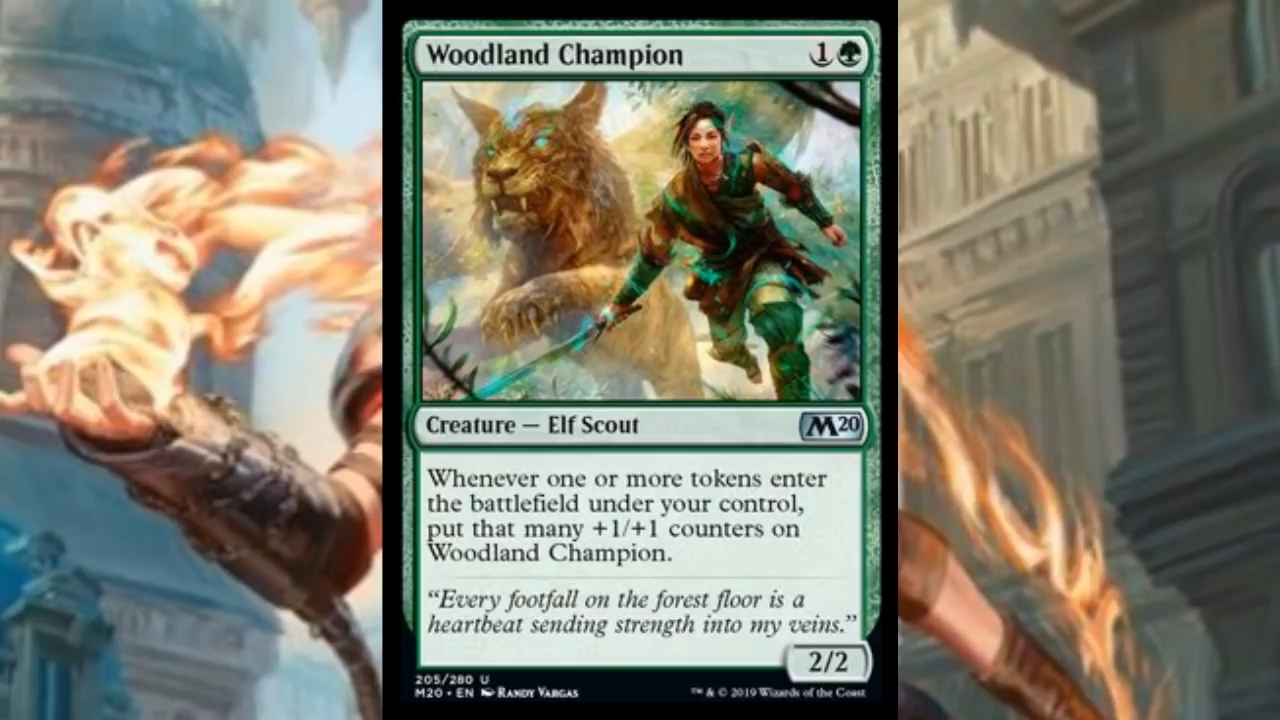 Woodland Champion 1
Creature — Elf Scout M20
Whenever one or more tokens enter
the battlefield under your control,
put that many +1/+1 counters on
Woodland Champion.
“Every footfall on the forest floor is a
heartbeat sending strength into my veins.”
2/2
205/280 U
M20 • EN Randy Vargas ™ & © 2019 Wizards of the Coast